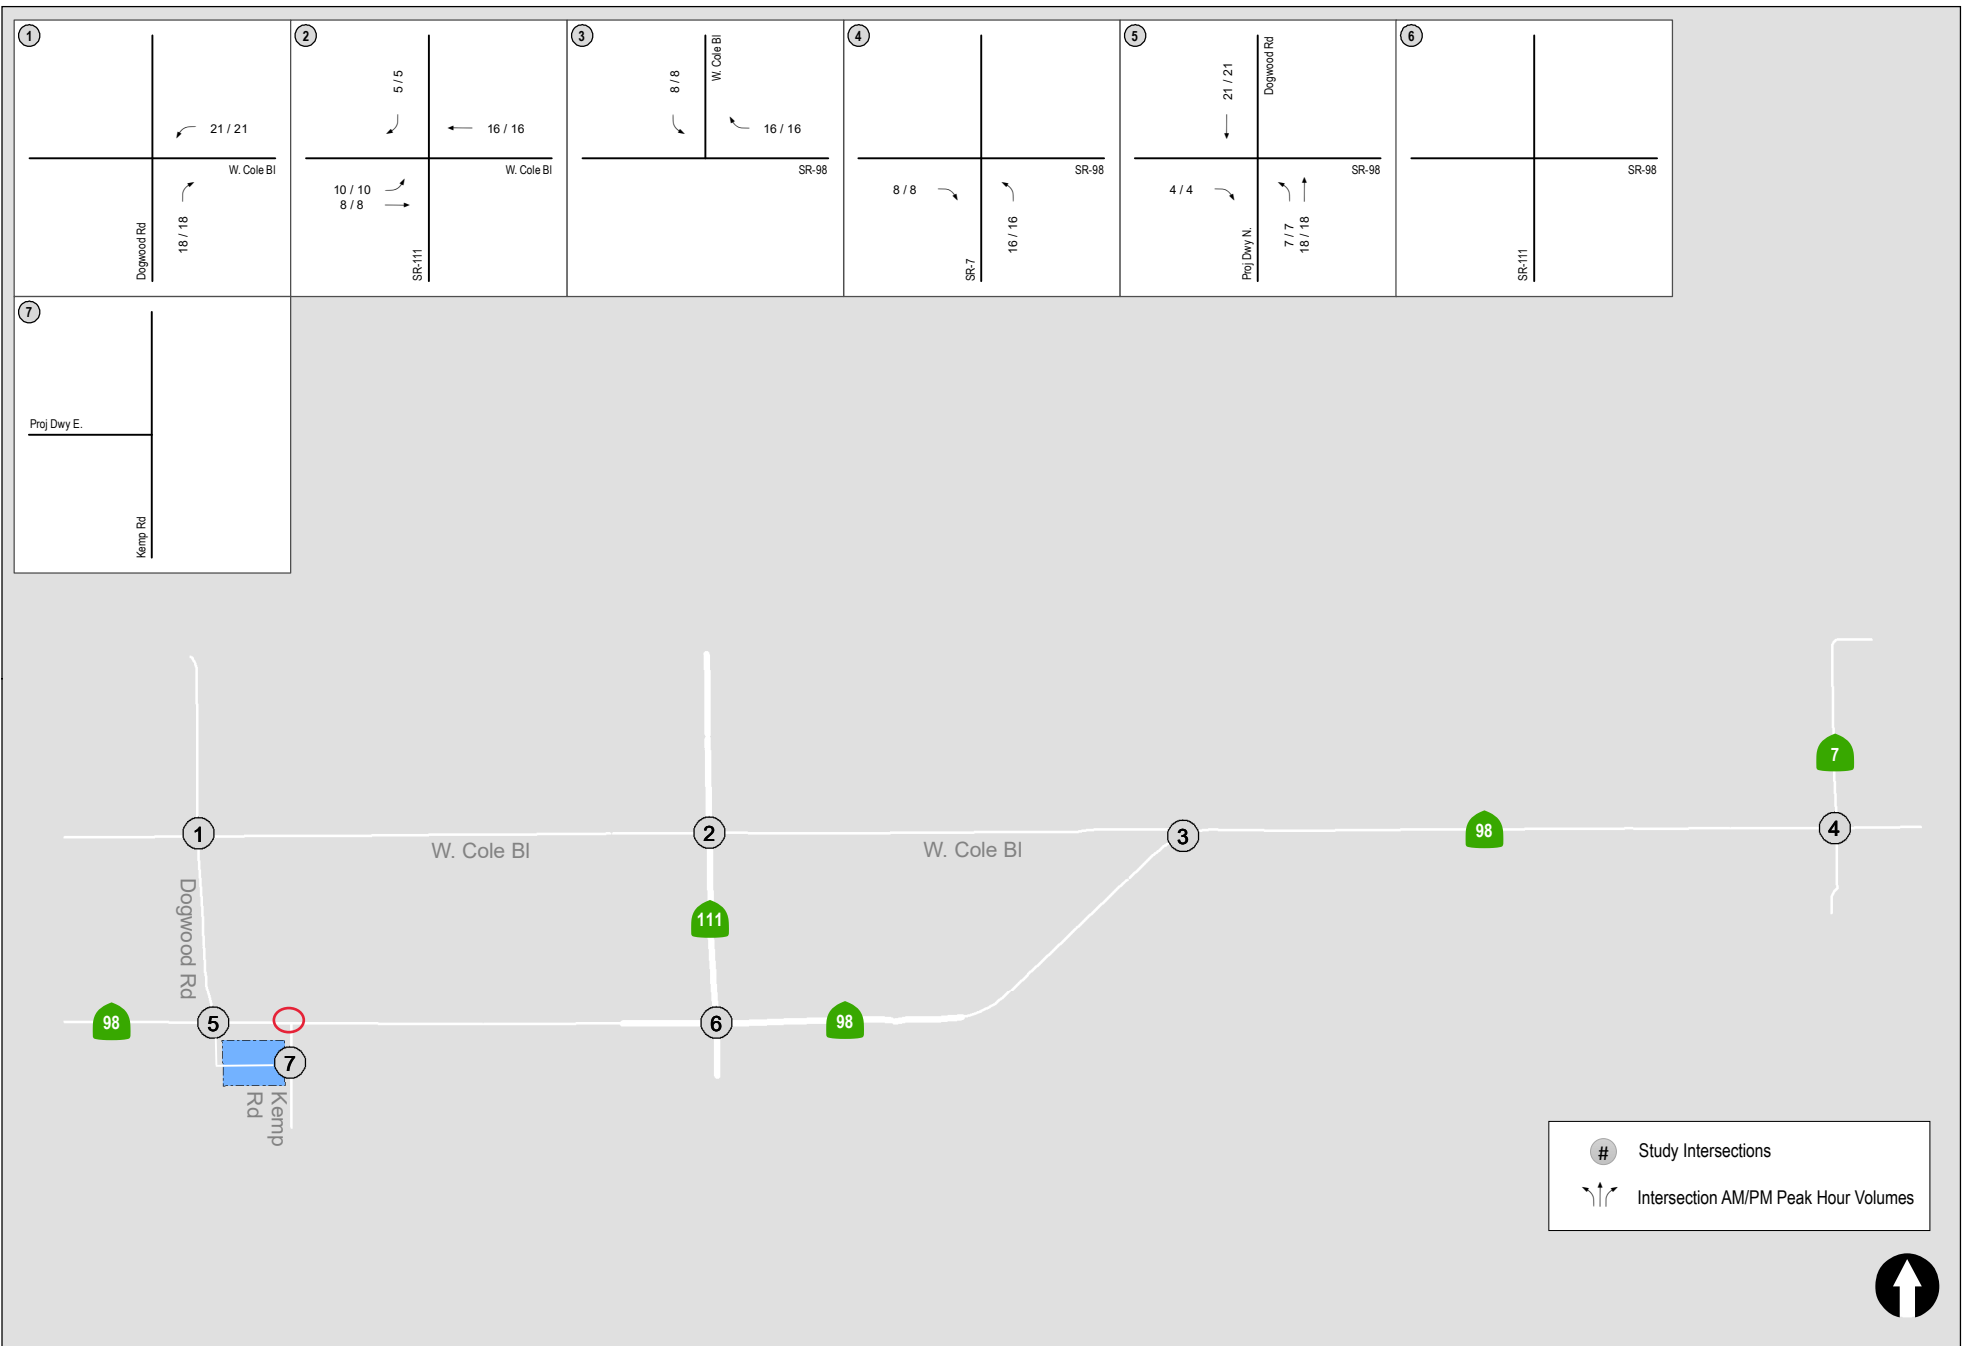 1
21 / 21
W. Cole Bl
Dogwood Rd
18 / 18
2
5 / 5
16 / 16
W. Cole Bl
10 / 10
8 / 8
SR-111
3
8 / 8
W. Cole Bl
16 / 16
SR-98
4
SR-98
8 / 8
16 / 16
SR-7
5
21 / 21
Dogwood Rd
SR-98
4 / 4
7 / 7
18 / 18
Proj Dwy N.
6
SR-98
SR-111
7
Proj Dwy E.
Kemp Rd
7
1
2
3
98
4
W. Cole Bl
W. Cole Bl
Dogwood Rd
111
98
5
6
98
7
Kemp
Rd
# Study Intersections
Intersection AM/PM Peak Hour Volumes